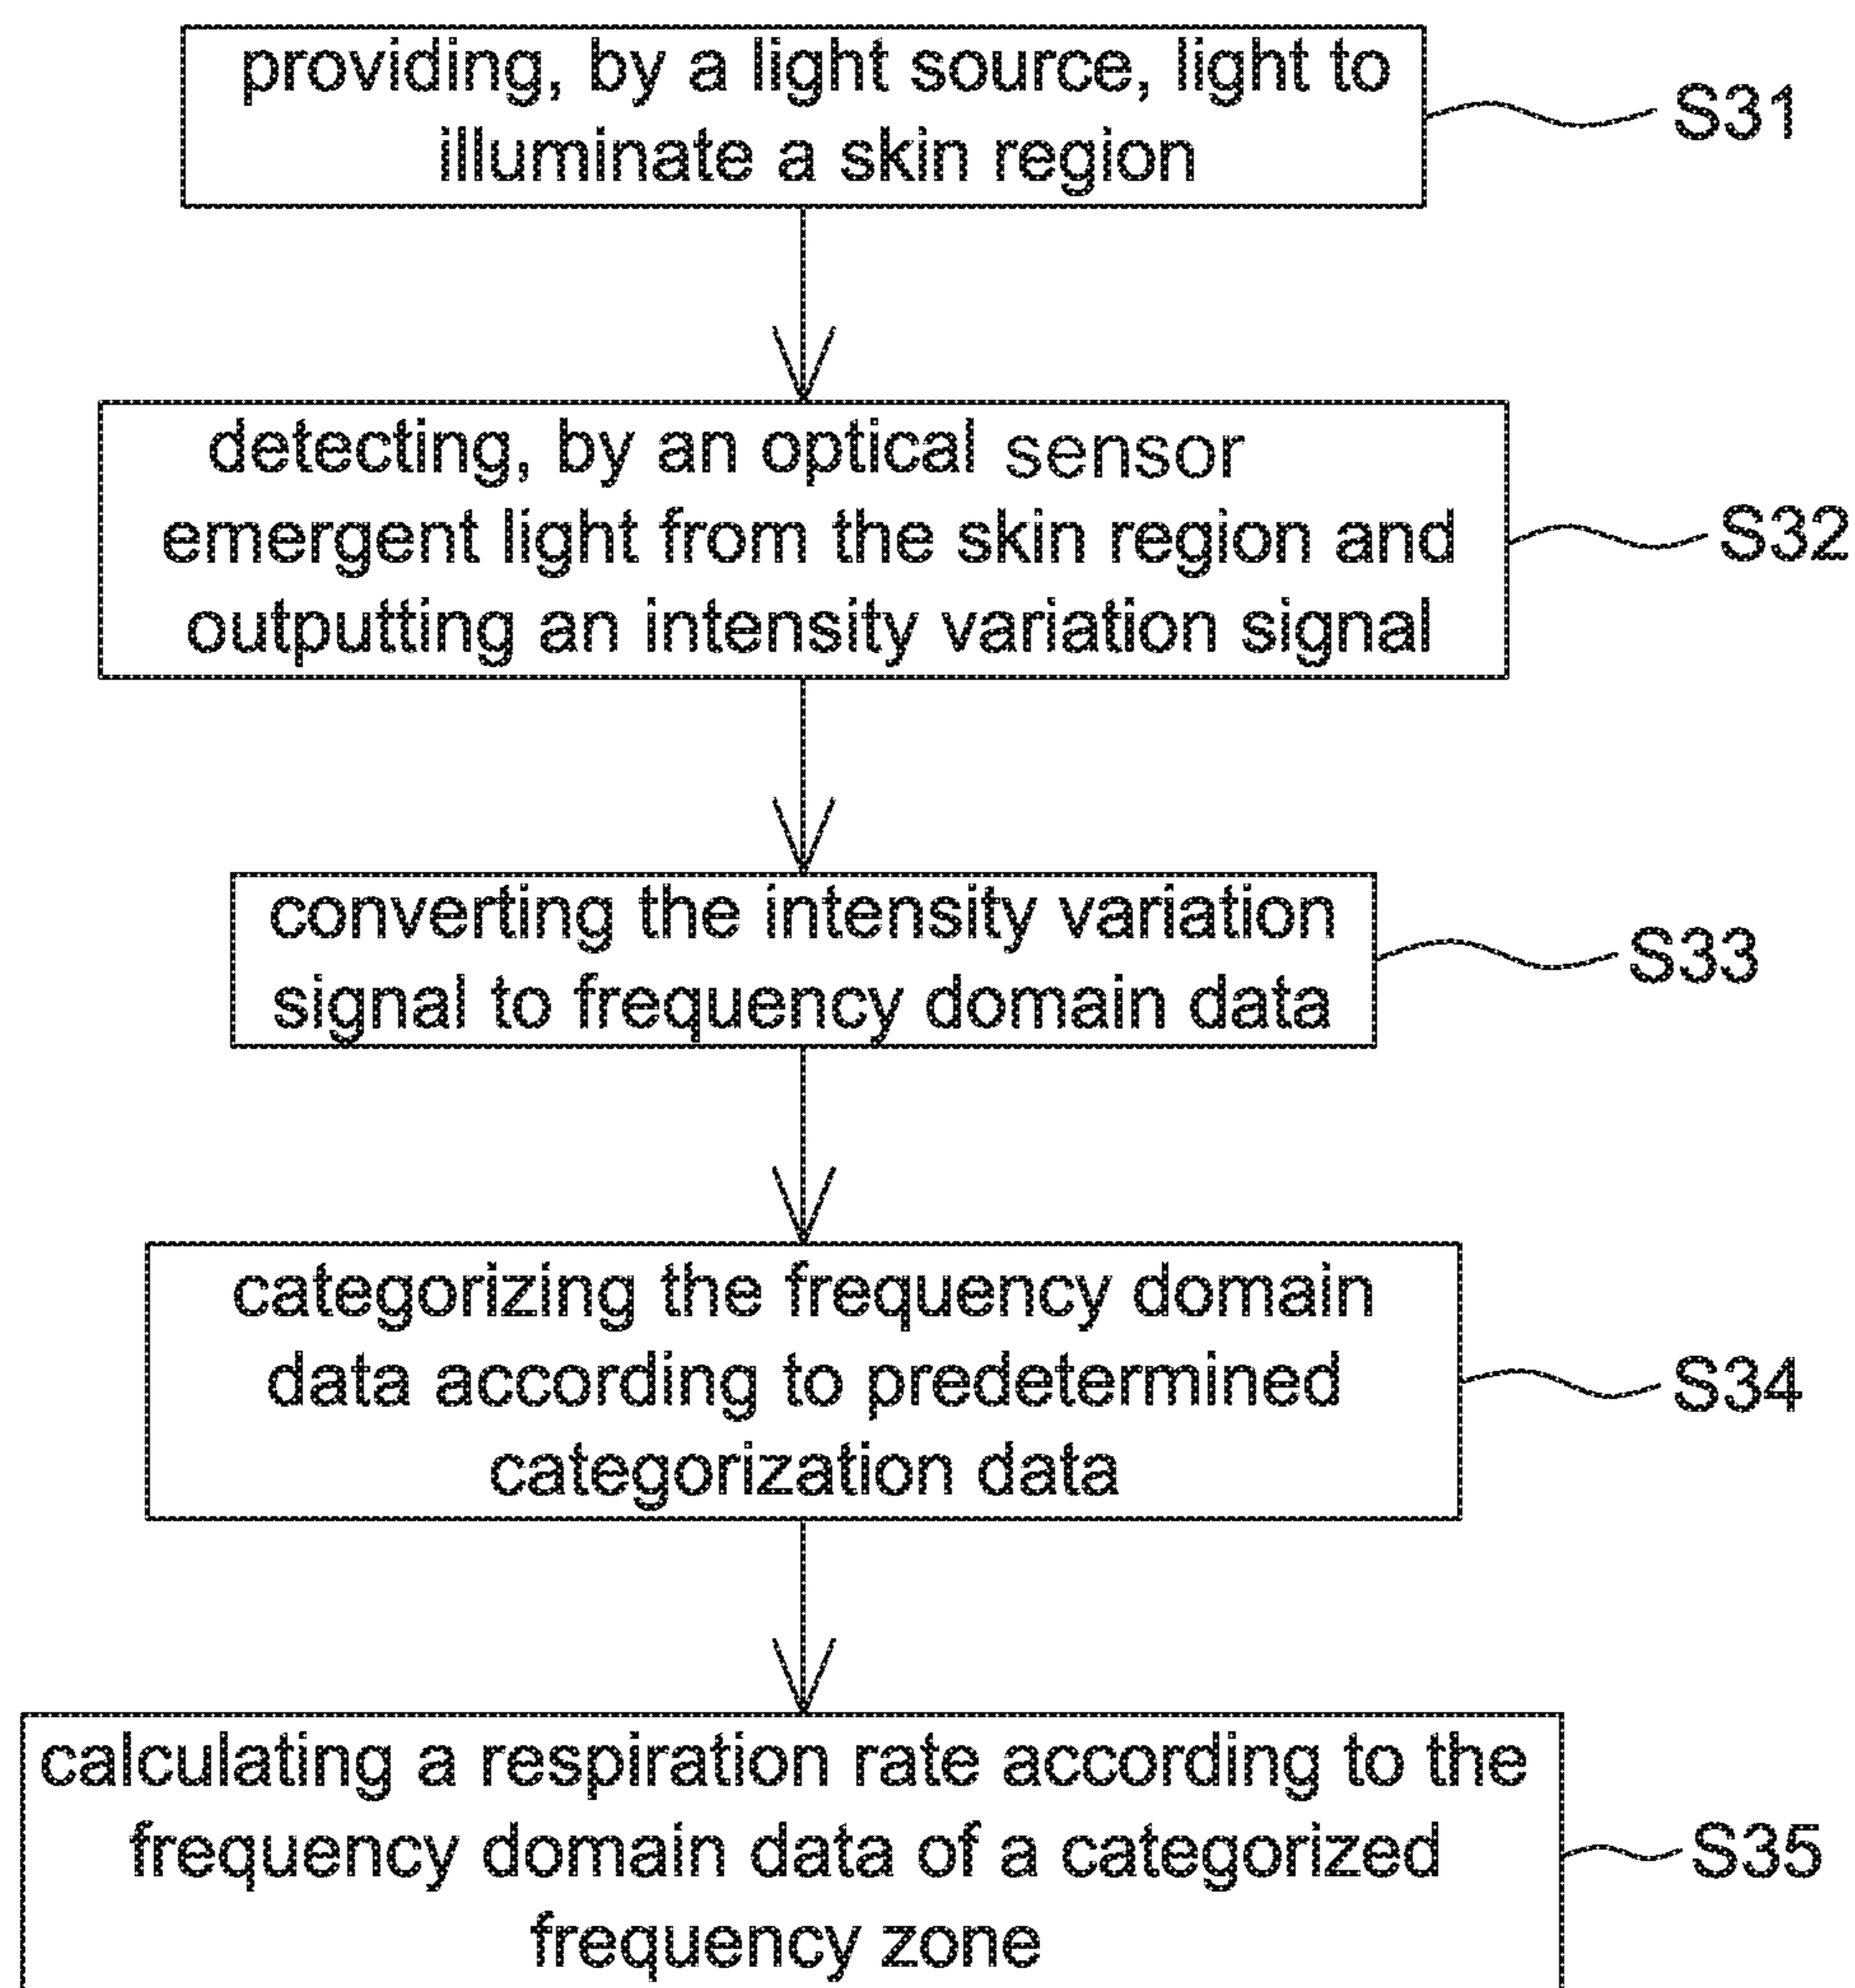 providing, by a light source, light to
illuminate a skin region
S31
detecting, by an optical sensor
emergent light from the skin region and
outputting an intensity variation signal
S32
converting the intensity variation
signal to frequency domain data
S33
categorizing the frequency domain
data according to predetermined
categorization data
S34
calculating a respiration rate according to the
frequency domain data of a categorized
frequency zone
S35